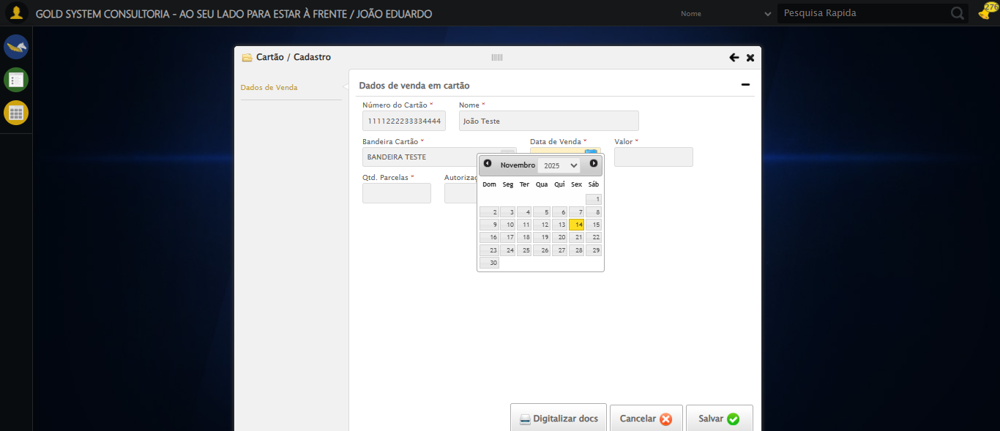 GOLD SYSTEM CONSULTORIA - AO SEU LADO PARA ESTAR À FRENTE / JOÃO EDUARDO
Nome
Pesquisa Rapida
276
Cartão / Cadastro
Dados de Venda
Dados de venda em cartão
Número do Cartão * Nome *
1111222233334444 João Teste
Bandeira Cartão * Data de Venda * Valor *
BANDEIRA TESTE
Qtd. Parcelas *
Novembro 2025
Dom Seg Ter Qua Qui Sex Sáb
1
2 3 4 5 6 7 8
9 10 11 12 13 14 15
16 17 18 19 20 21 22
23 24 25 26 27 28 29
30
Digitalizar docs Cancelar Salvar